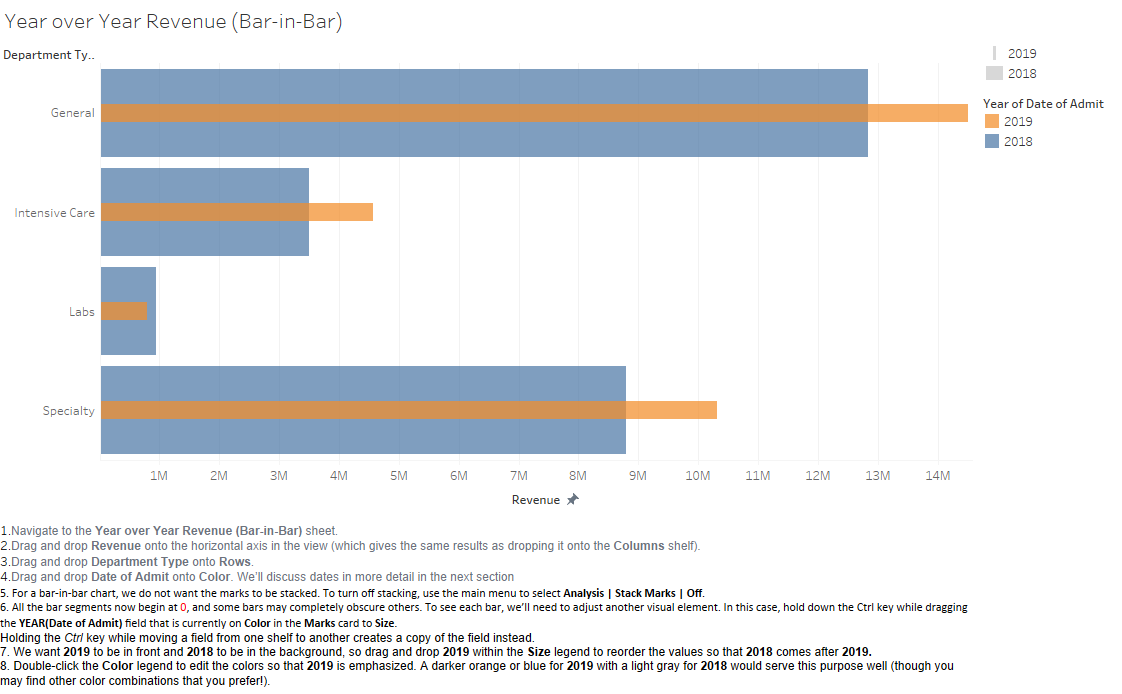 Year over Year Revenue (Bar-in-Bar)
Department Ty..
2019
2018
Year of Date of Admit
2019
2018
General
Intensive Care
Labs
Specialty
1M 2M 3M 4M 5M 6M 7M 8M 9M 10M 11M 12M 13M 14M
Revenue
1.Navigate to the Year over Year Revenue (Bar-in-Bar) sheet.
2.Drag and drop Revenue onto the horizontal axis in the view (which gives the same results as dropping it onto the Columns shelf).
3.Drag and drop Department Type onto Rows.
4.Drag and drop Date of Admit onto Color. We'll discuss dates in more detail in the next section
5. For a bar-in-bar chart, we do not want the marks to be stacked. To turn off stacking, use the main menu to select Analysis | Stack Marks | Off.
6. All the bar segments now begin at 0, and some bars may completely obscure others. To see each bar, we'll need to adjust another visual element. In this case, hold down the Ctrl key while dragging
the YEAR(Date of Admit) field that is currently on Color in the Marks card to Size.
Holding the Ctrl key while moving a field from one shelf to another creates a copy of the field instead.
7. We want 2019 to be in front and 2018 to be in the background, so drag and drop 2019 within the Size legend to reorder the values so that 2018 comes after 2019.
8. Double-click the Color legend to edit the colors so that 2019 is emphasized. A darker orange or blue for 2019 with a light gray for 2018 would serve this purpose well (though you
may find other color combinations that you prefer!).